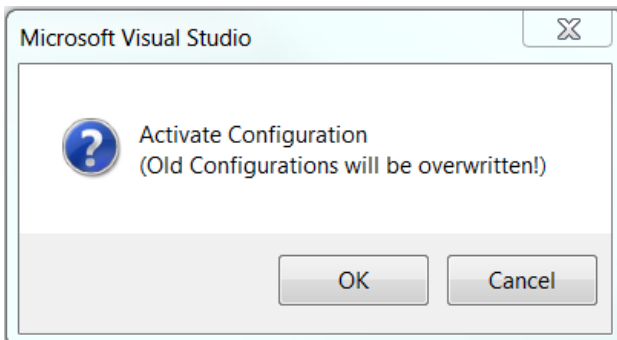 Microsoft Visual Studio
Activate Configuration
(Old Configurations will be overwritten!)
OK
Cancel